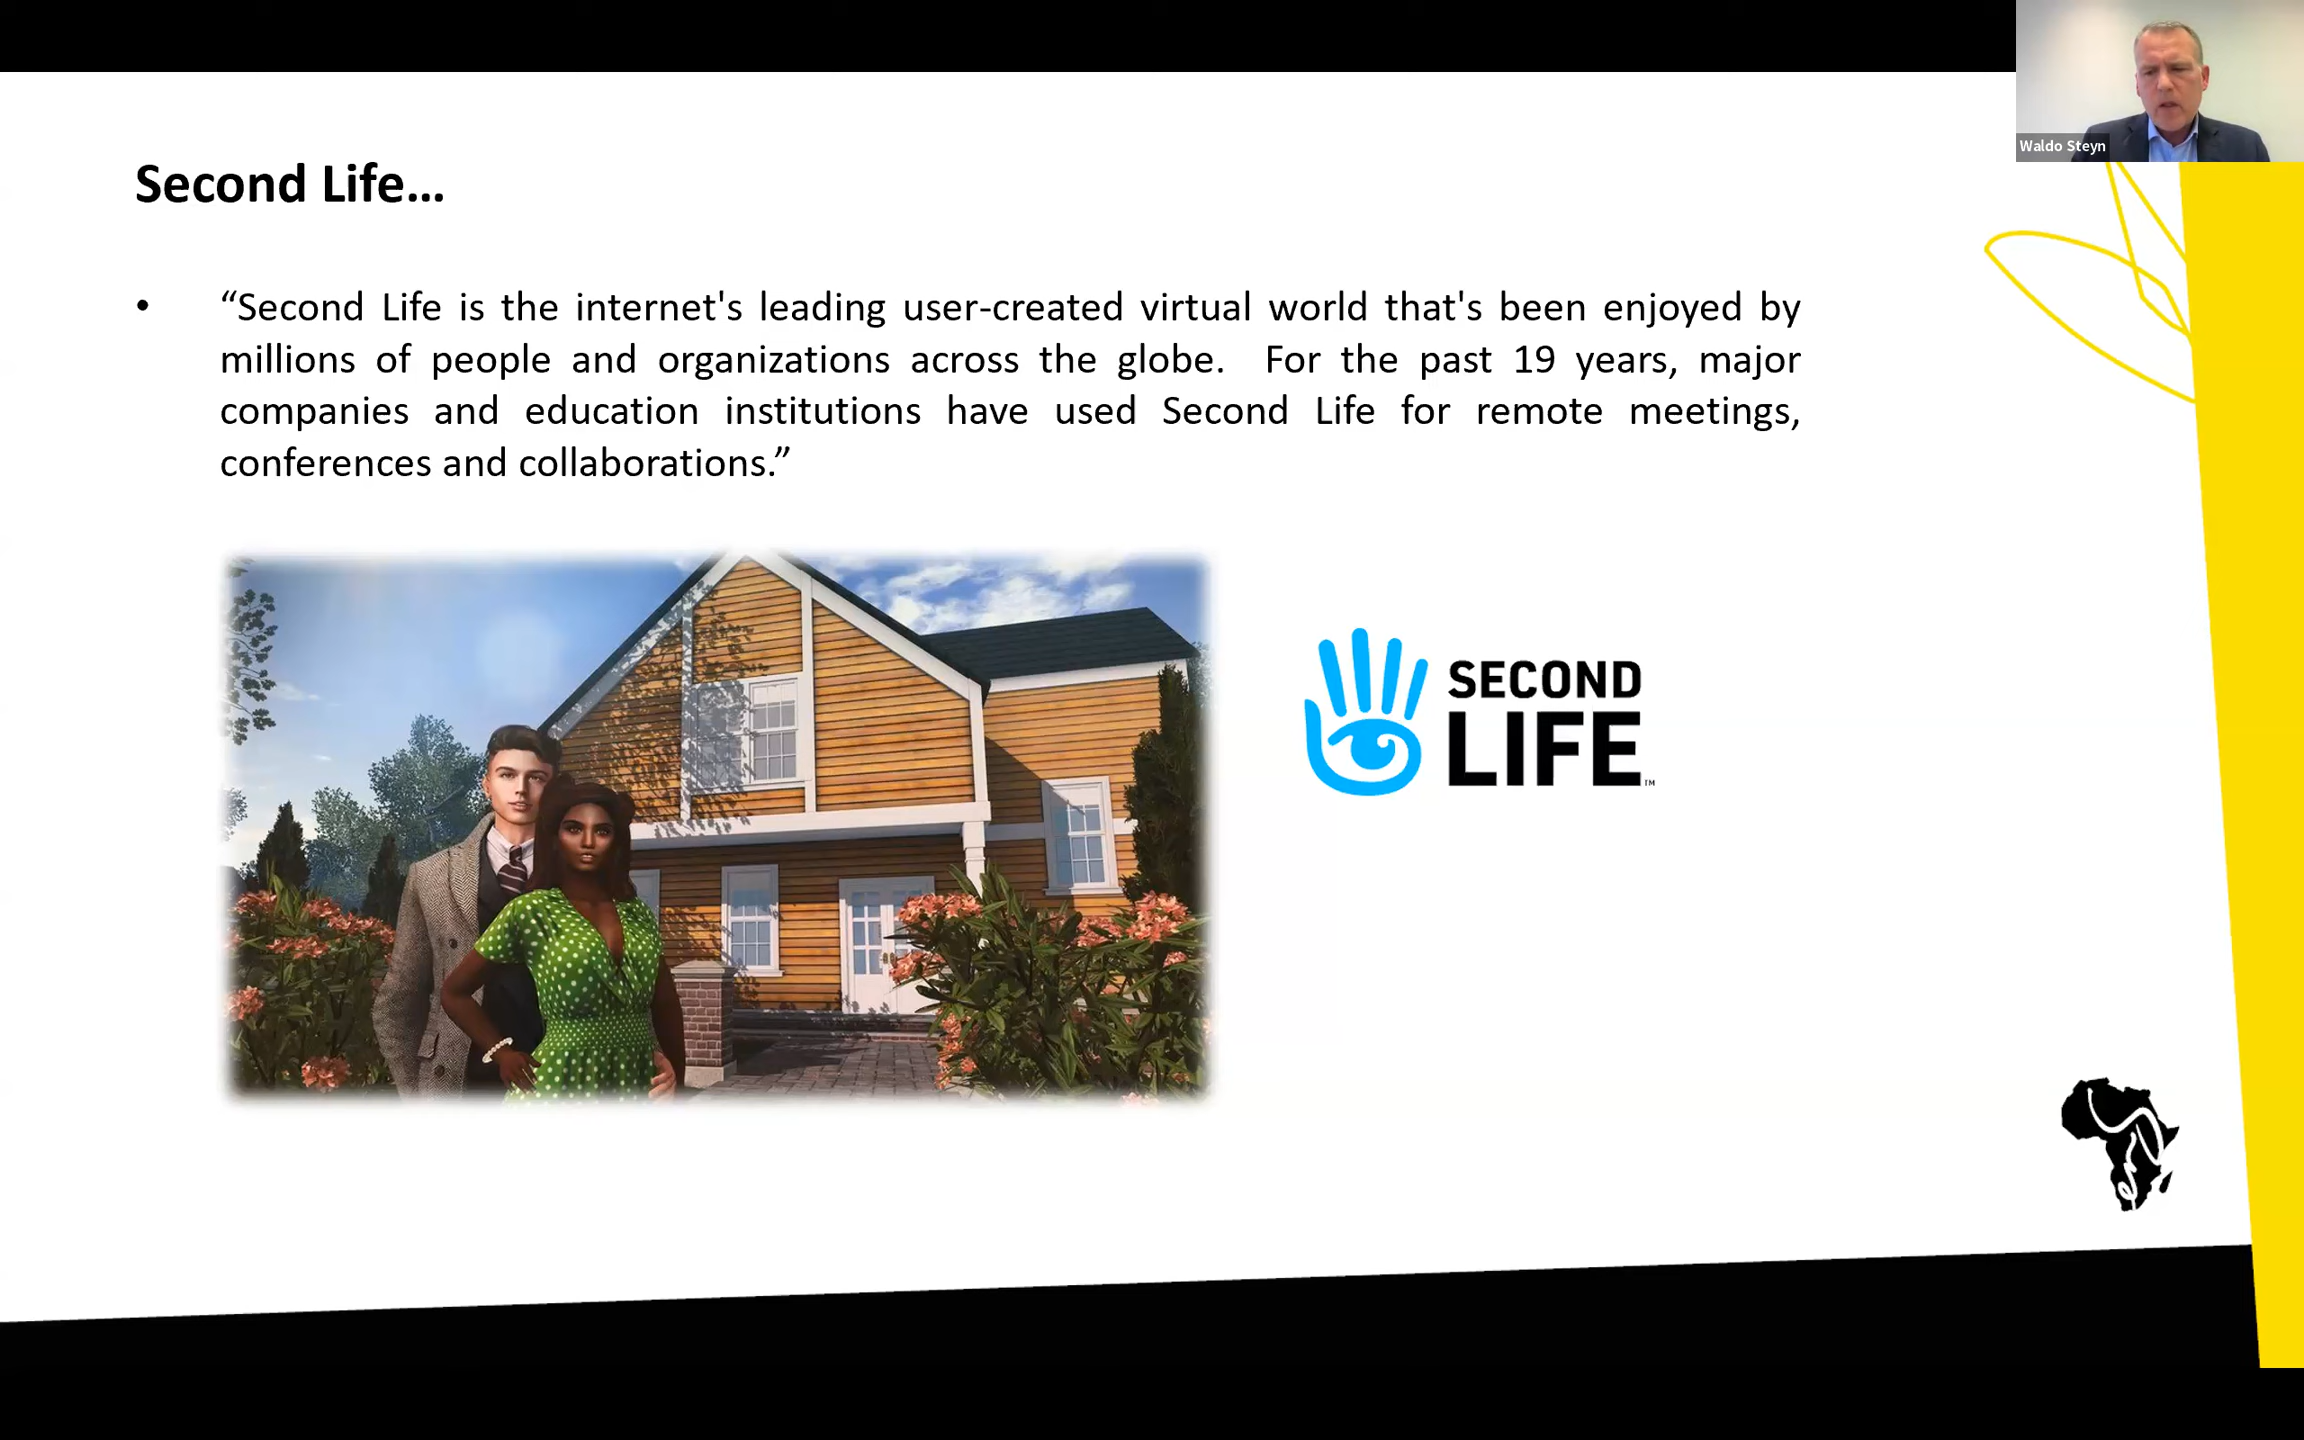 Waldo Steyn
Second Life...
• “Second Life is the internet's leading user-created virtual world that's been enjoyed by
millions of people and organizations across the globe. For the past 19 years, major
companies and education institutions have used Second Life for remote meetings,
conferences and collaborations.”
SECOND
LIFE™